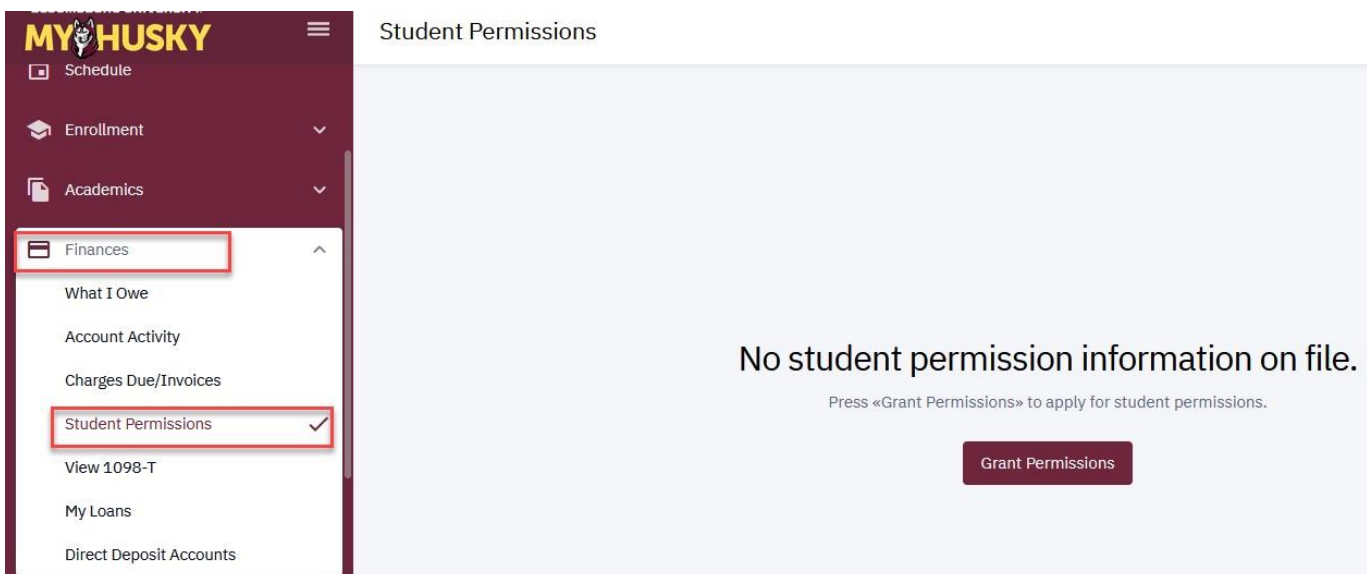 MY HUSKY
Student Permissions
Schedule
Enrollment
Academics
Finances
What I Owe
Account Activity
Charges Due/Invoices
Student Permissions
View 1098-T
My Loans
Direct Deposit Accounts
No student permission information on file.
Press «Grant Permissions» to apply for student permissions.
Grant Permissions